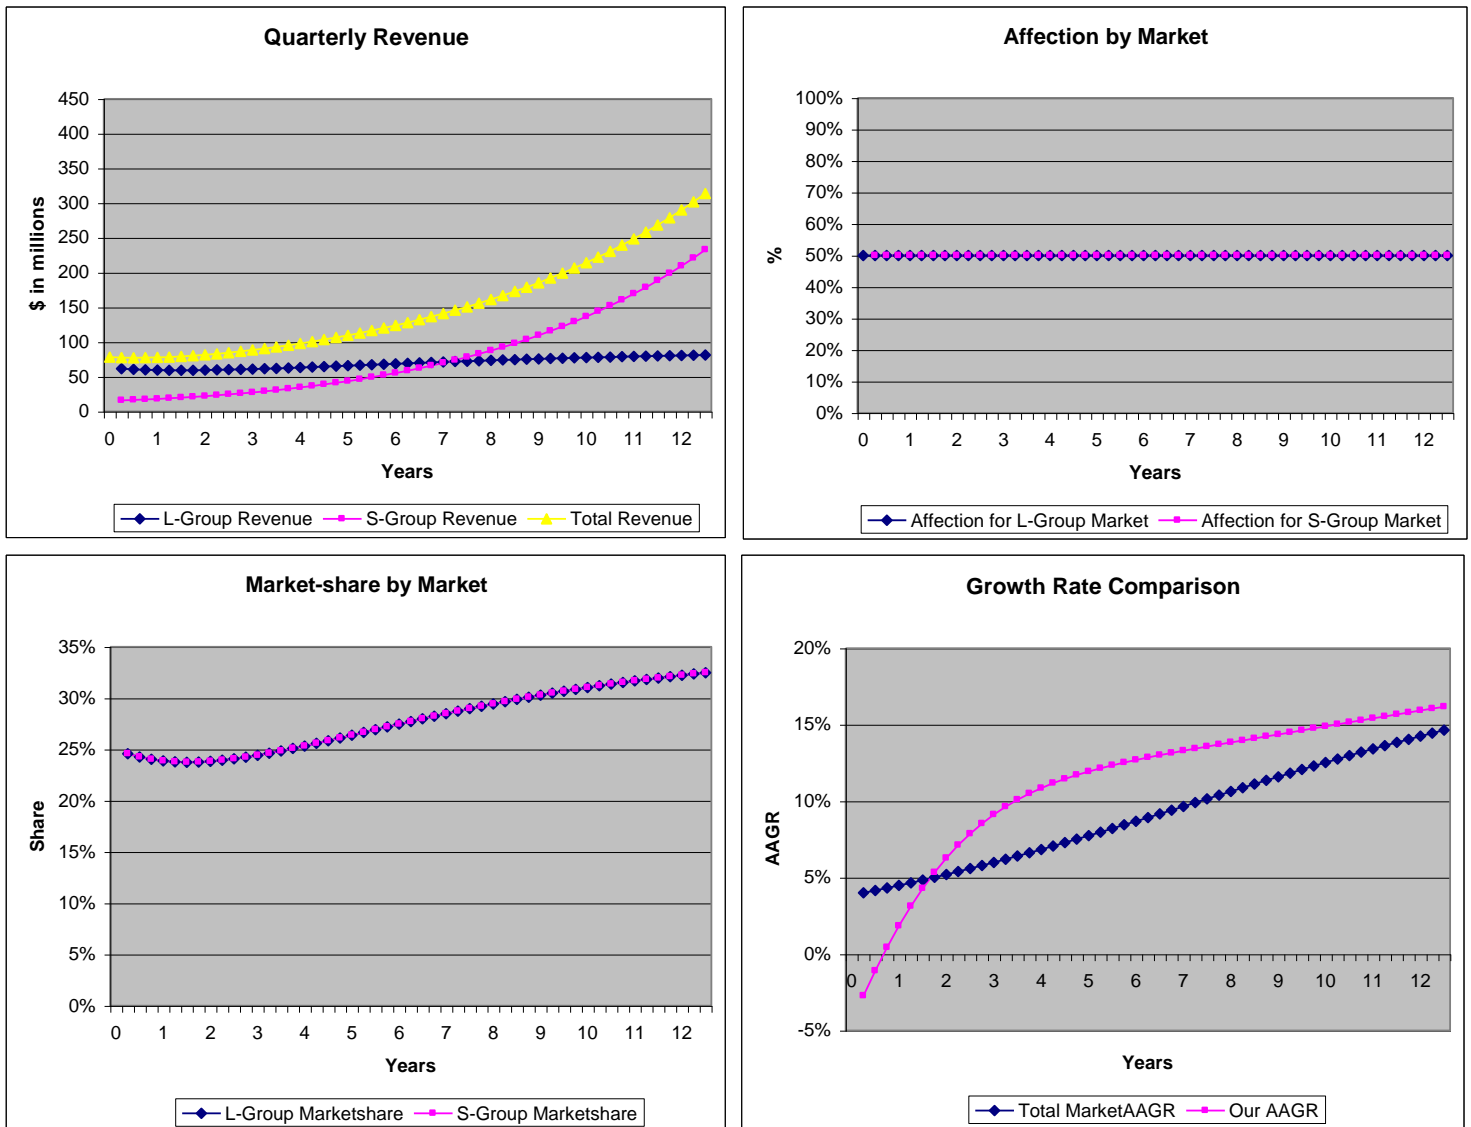 Quarterly Revenue
450
400
350
300
250
200
150
100
50
0
$ in millions
0 1 2 3 4 5 6 7 8 9 10 11 12
Years
L-Group Revenue S-Group Revenue Total Revenue
Affection by Market
100%
90%
80%
70%
60%
50%
40%
30%
20%
10%
0%
%
0 1 2 3 4 5 6 7 8 9 10 11 12
Years
Affection for L-Group Market Affection for S-Group Market
Market-share by Market
35%
30%
25%
20%
15%
10%
5%
0%
Share
0 1 2 3 4 5 6 7 8 9 10 11 12
Years
L-Group Marketshare S-Group Marketshare
Growth Rate Comparison
20%
15%
10%
5%
0%
-5%
AAGR
0 1 2 3 4 5 6 7 8 9 10 11 12
Years
Total MarketAAGR Our AAGR